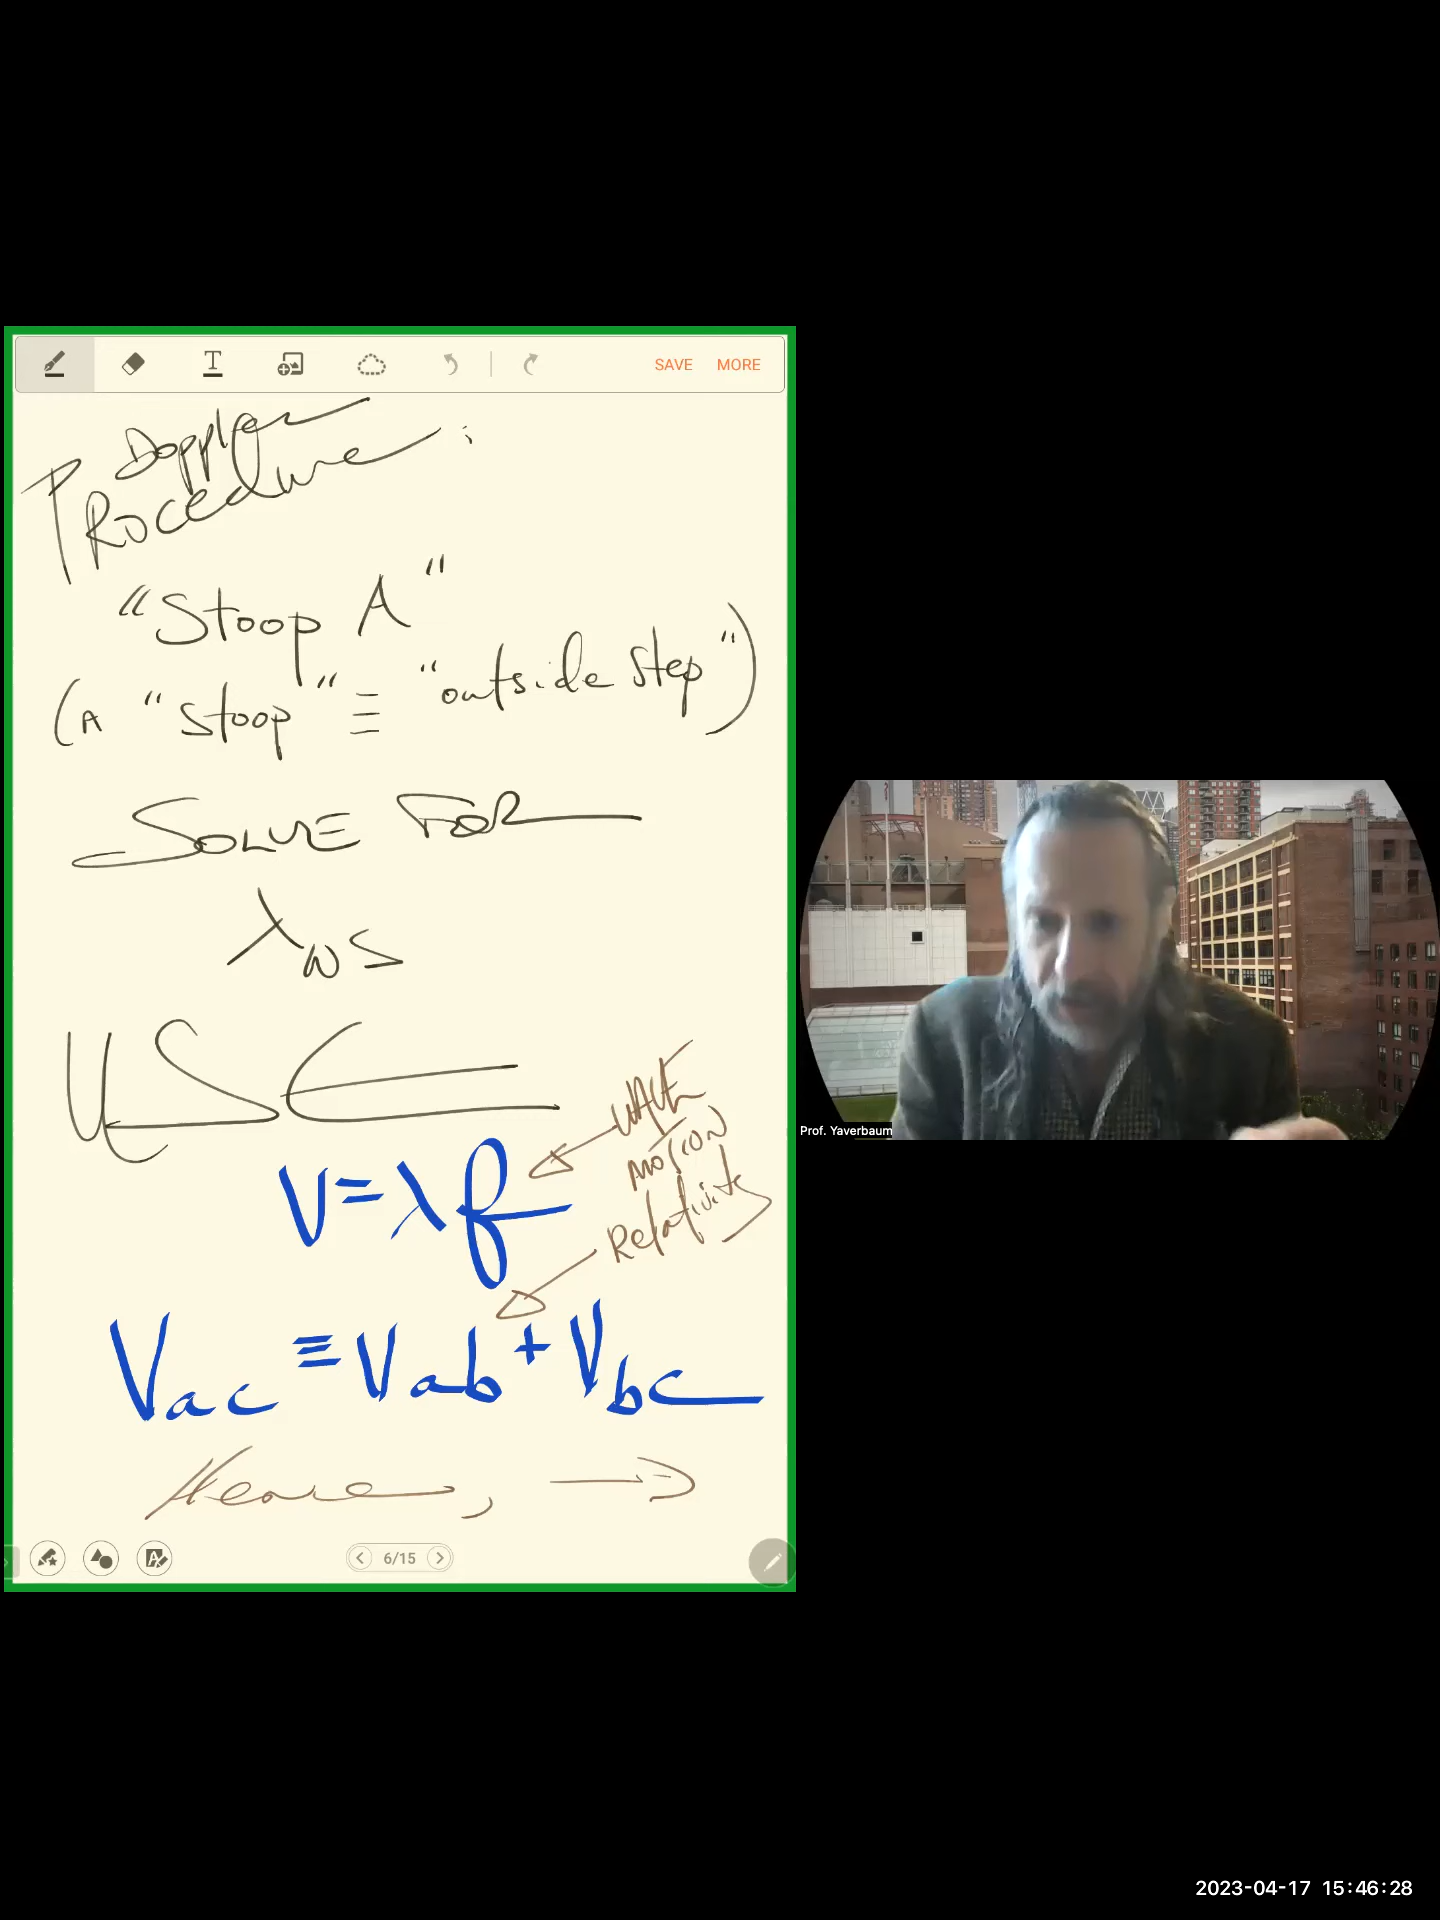 T
SAVE MORE
Doppler
Procedure:
"Stoop A"
(A "stoop" ≡ "outside step")
SOLVE FOR
λws
USE
WAVE
MOTION
V=λf
Relativity
Vac ≡ Vab + Vbc
Hence, →
6/15
Prof. Yaverbaum
2023-04-17 15:46:28